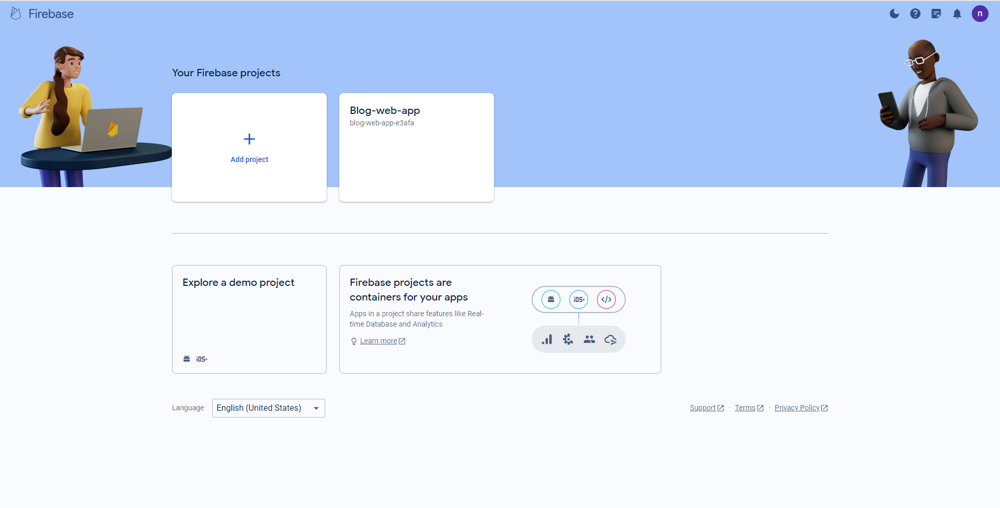 Firebase
n
Your Firebase projects
Add project
Blog-web-app
blog-web-app-e3afa
Explore a demo project
iOS+
Firebase projects are
containers for your apps
Apps in a project share features like Real-
time Database and Analytics
Learn more
iOS+
</>
Language
English (United States)
Support · Terms · Privacy Policy